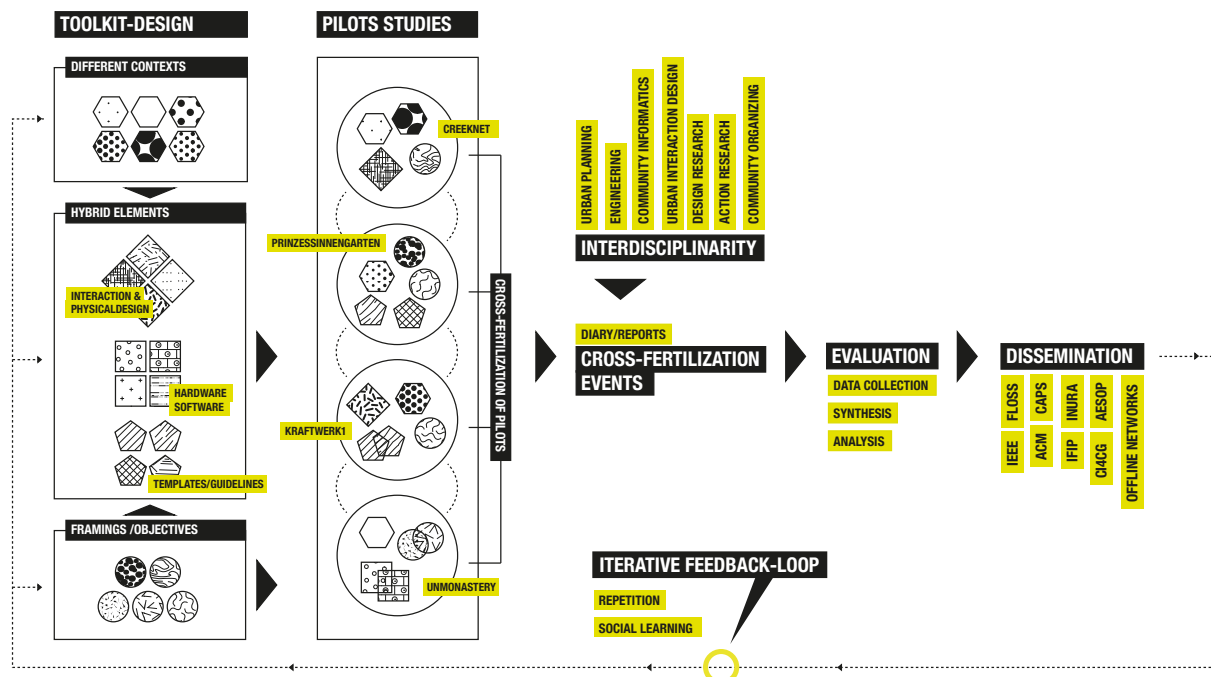 TOOLKIT-DESIGN
DIFFERENT CONTEXTS
HYBRID ELEMENTS
INTERACTION &
PHYSICALDESIGN
HARDWARE
SOFTWARE
TEMPLATES/GUIDELINES
FRAMINGS /OBJECTIVES
PILOTS STUDIES
CREEKNET
PRINZESSINNENGARTEN
KRAFTWERK1
UNMONASTERY
CROSS-FERTILIZATION OF PILOTS
URBAN PLANNING
ENGINEERING
COMMUNITY INFORMATICS
URBAN INTERACTION DESIGN
DESIGN RESEARCH
ACTION RESEARCH
COMMUNITY ORGANIZING
INTERDISCIPLINARITY
DIARY/REPORTS
CROSS-FERTILIZATION
EVENTS
EVALUATION
DATA COLLECTION
SYNTHESIS
ANALYSIS
DISSEMINATION
FLOSS
CAPS
INURA
AESOP
IEEE
ACM
IFIP
CI4CG
OFFLINE NETWORKS
ITERATIVE FEEDBACK-LOOP
REPETITION
SOCIAL LEARNING